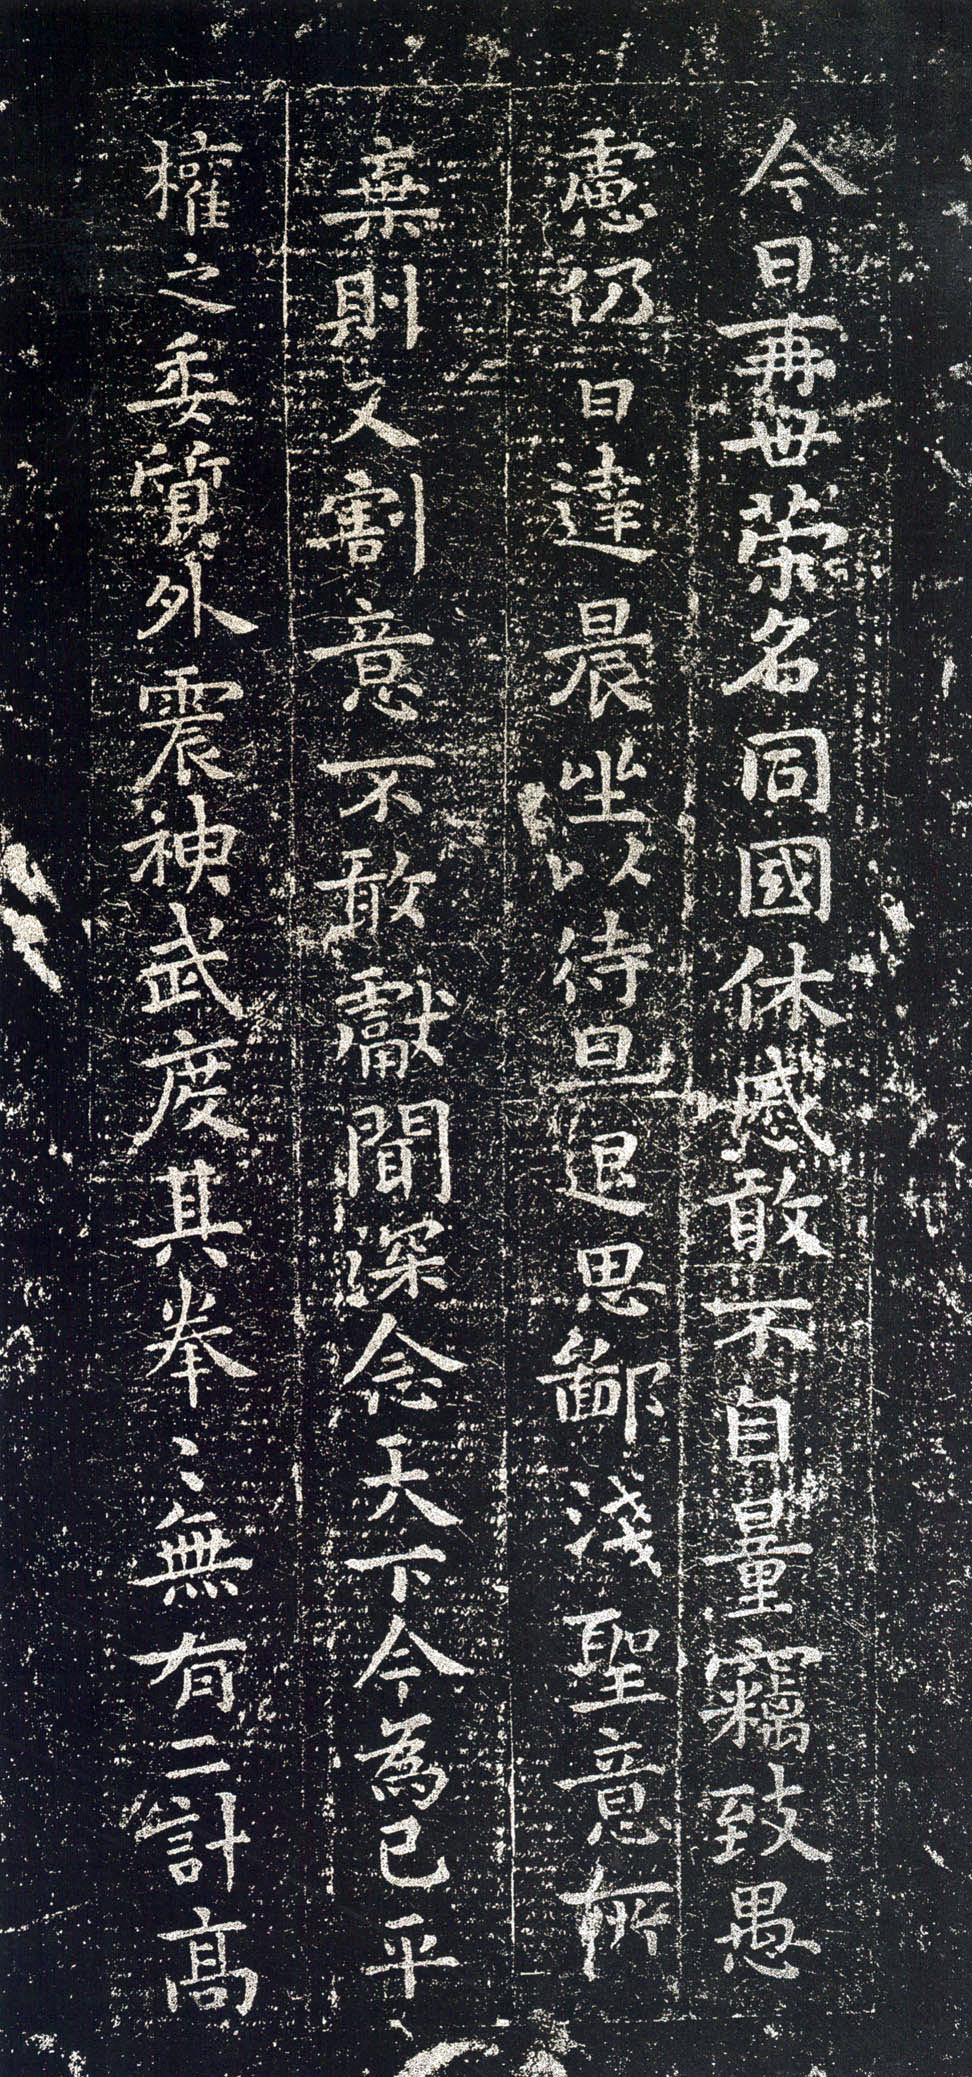 今日再世荣名同國休慼敢不自量竊致愚
慮仍日達晨坐以待旦退思鄙淺聖意所
棄則又割意不敢獻聞深念天下今為已平
權之委質外震神武度其拳〻無有二計高